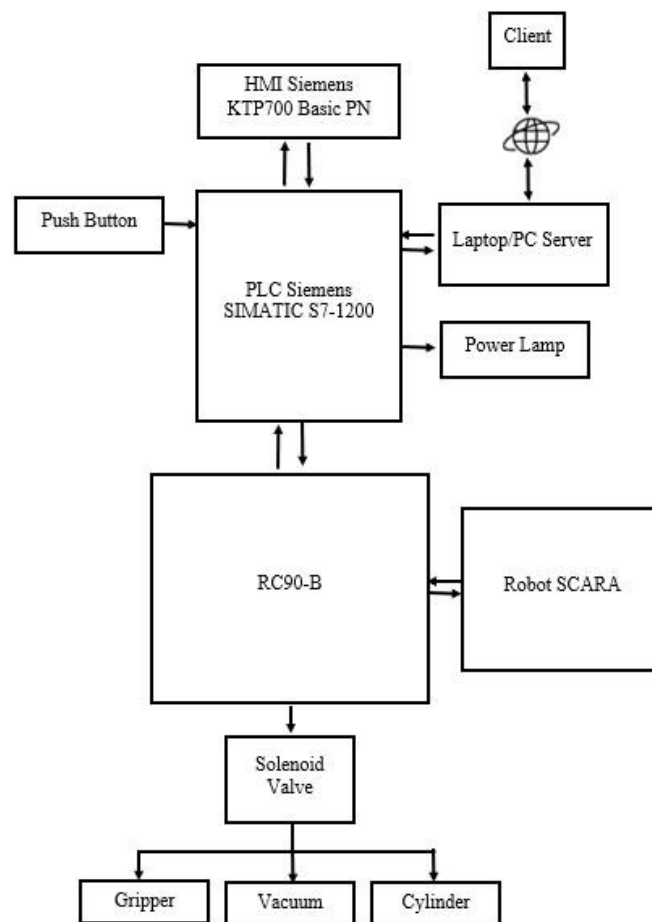 Client
HMI Siemens
KTP700 Basic PN
Push Button
Laptop/PC Server
PLC Siemens
SIMATIC S7-1200
Power Lamp
RC90-B
Robot SCARA
Solenoid
Valve
Gripper
Vacuum
Cylinder